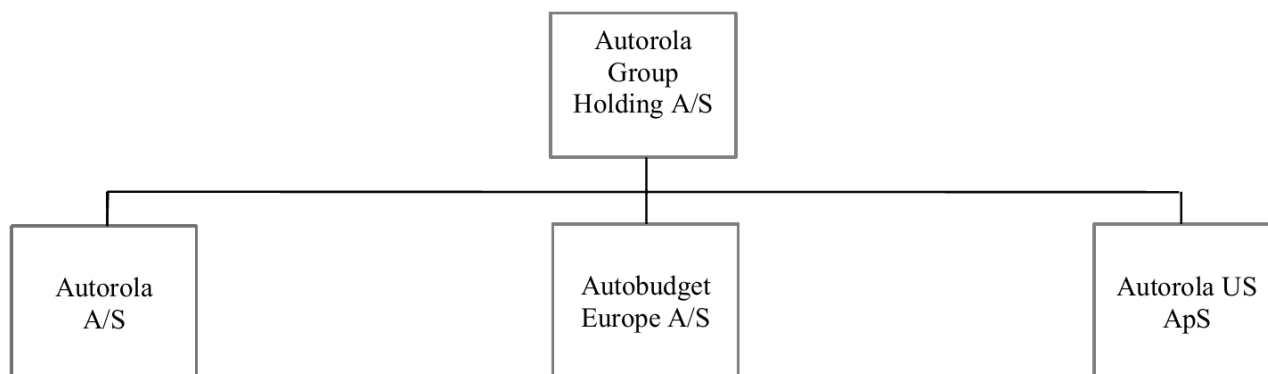 Autorola
Group
Holding A/S
Autorola
A/S
Autobudget
Europe A/S
Autorola US
ApS